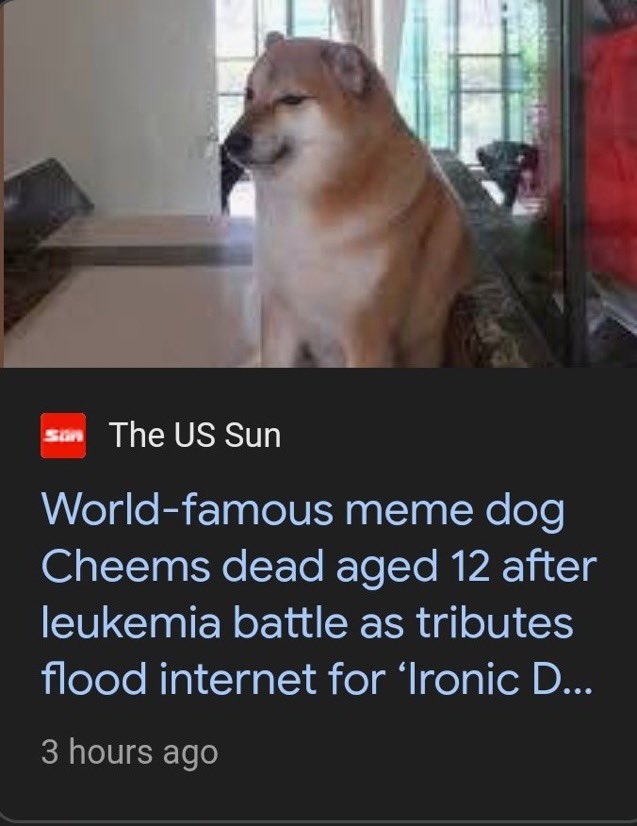 Sun
The US Sun
World-famous meme dog
Cheems dead aged 12 after
leukemia battle as tributes
flood internet for ‘Ironic D...
3 hours ago